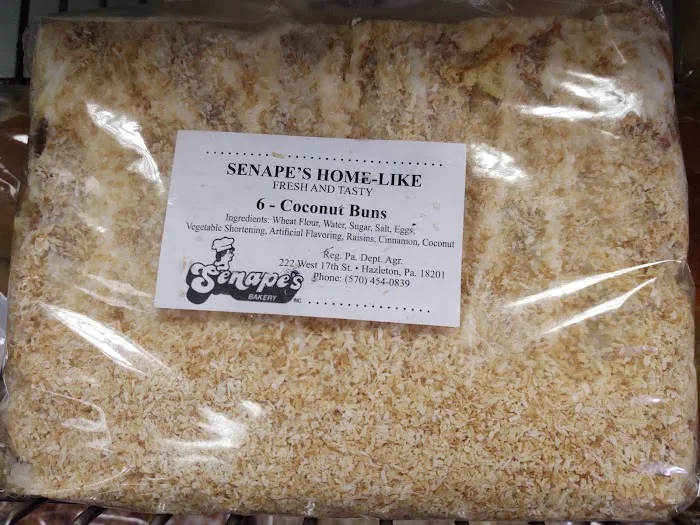 SENAPE'S HOME-LIKE
FRESH AND TASTY
6 - Coconut Buns
Ingredients: Wheat Flour, Water, Sugar, Salt, Eggs,
Vegetable Shortening, Artificial Flavoring, Raisins, Cinnamon, Coconut
Reg. Pa. Dept. Agr.
222 West 17th St. • Hazleton, Pa. 18201
Phone: (570) 454-0839
Senape's
BAKERY INC